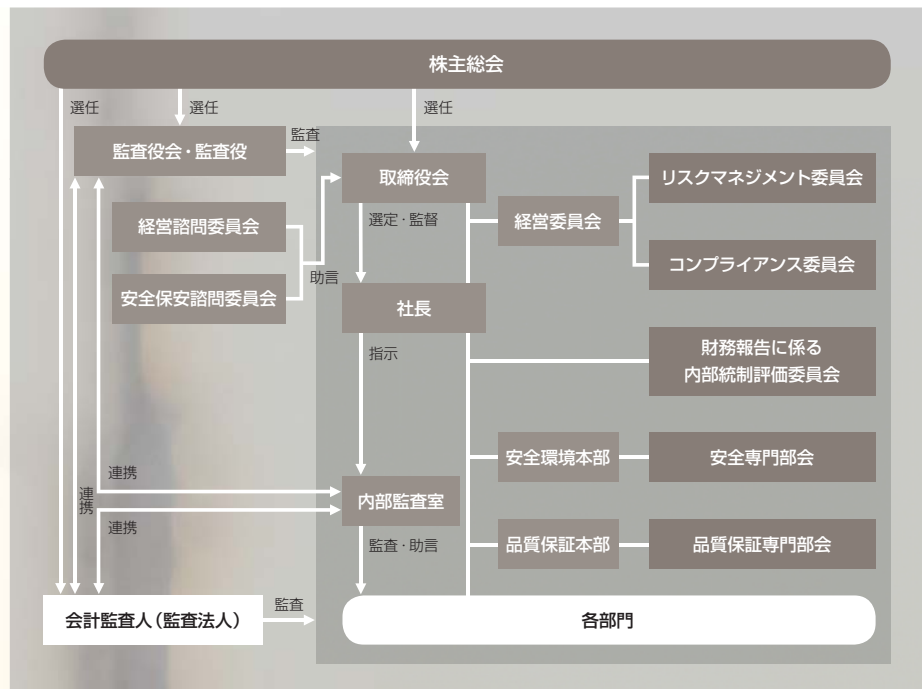 株主総会
選任
選任
選任
監査役会・監査役
監査
取締役会
リスクマネジメント委員会
経営諮問委員会
選定・監督
経営委員会
助言
安全保安諮問委員会
コンプライアンス委員会
社長
指示
財務報告に係る
内部統制評価委員会
安全環境本部
安全専門部会
連携
連携
連携
内部監査室
監査・助言
品質保証本部
品質保証専門部会
会計監査人（監査法人）
監査
各部門